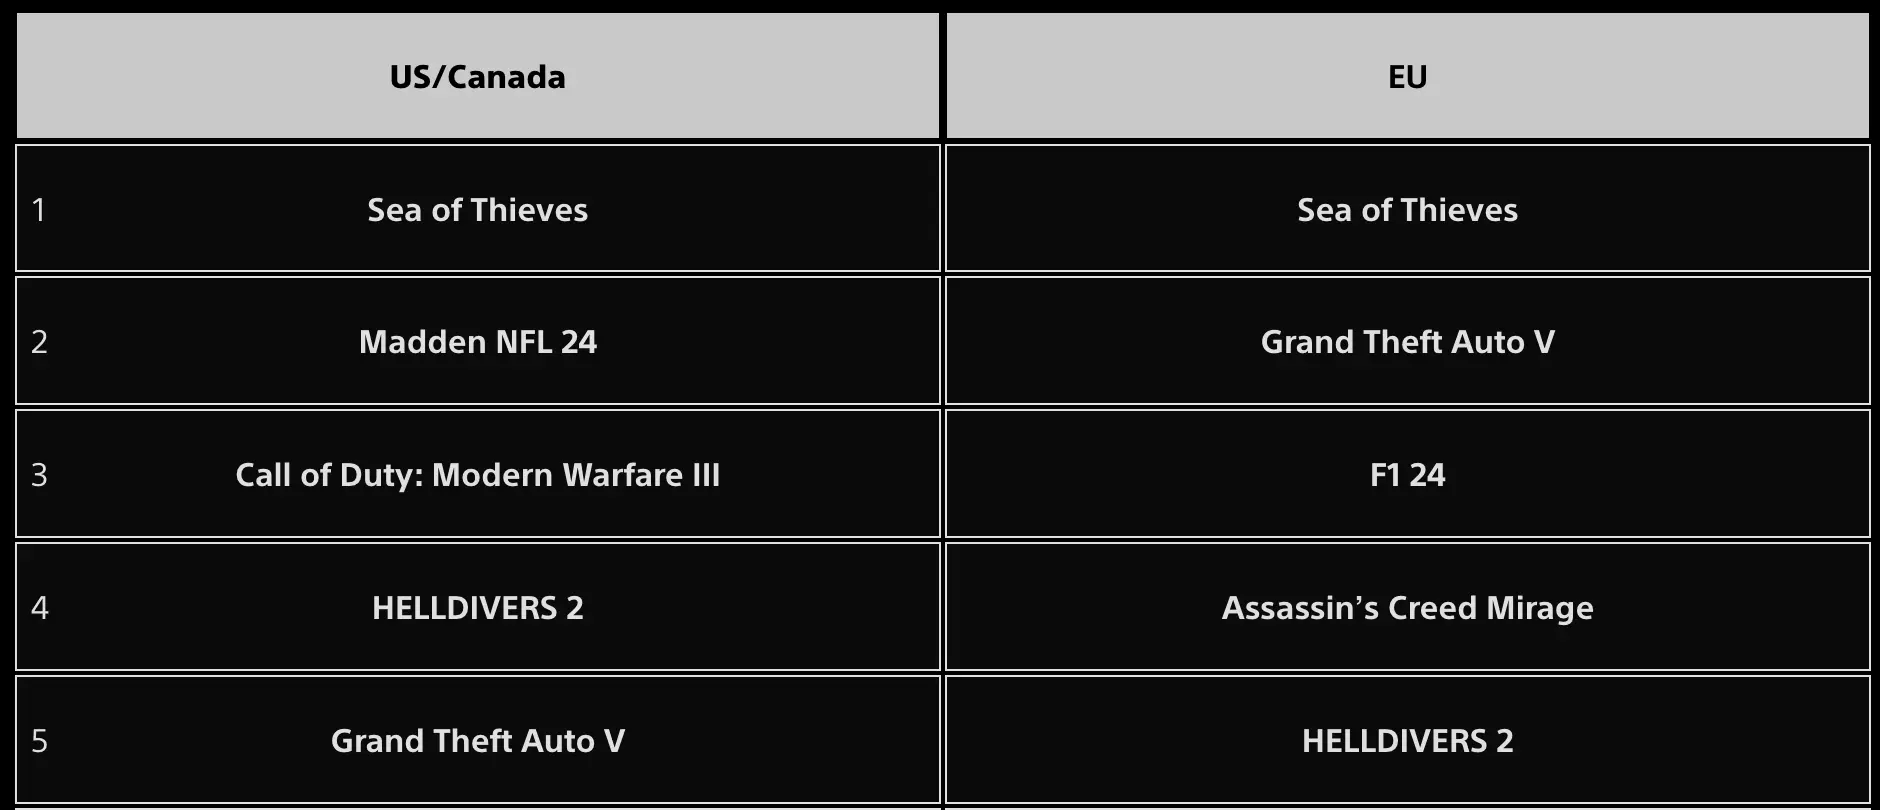 US/Canada EU
1 Sea of Thieves Sea of Thieves
2 Madden NFL 24 Grand Theft Auto V
3 Call of Duty: Modern Warfare III F1 24
4 HELLDIVERS 2 Assassin’s Creed Mirage
5 Grand Theft Auto V HELLDIVERS 2